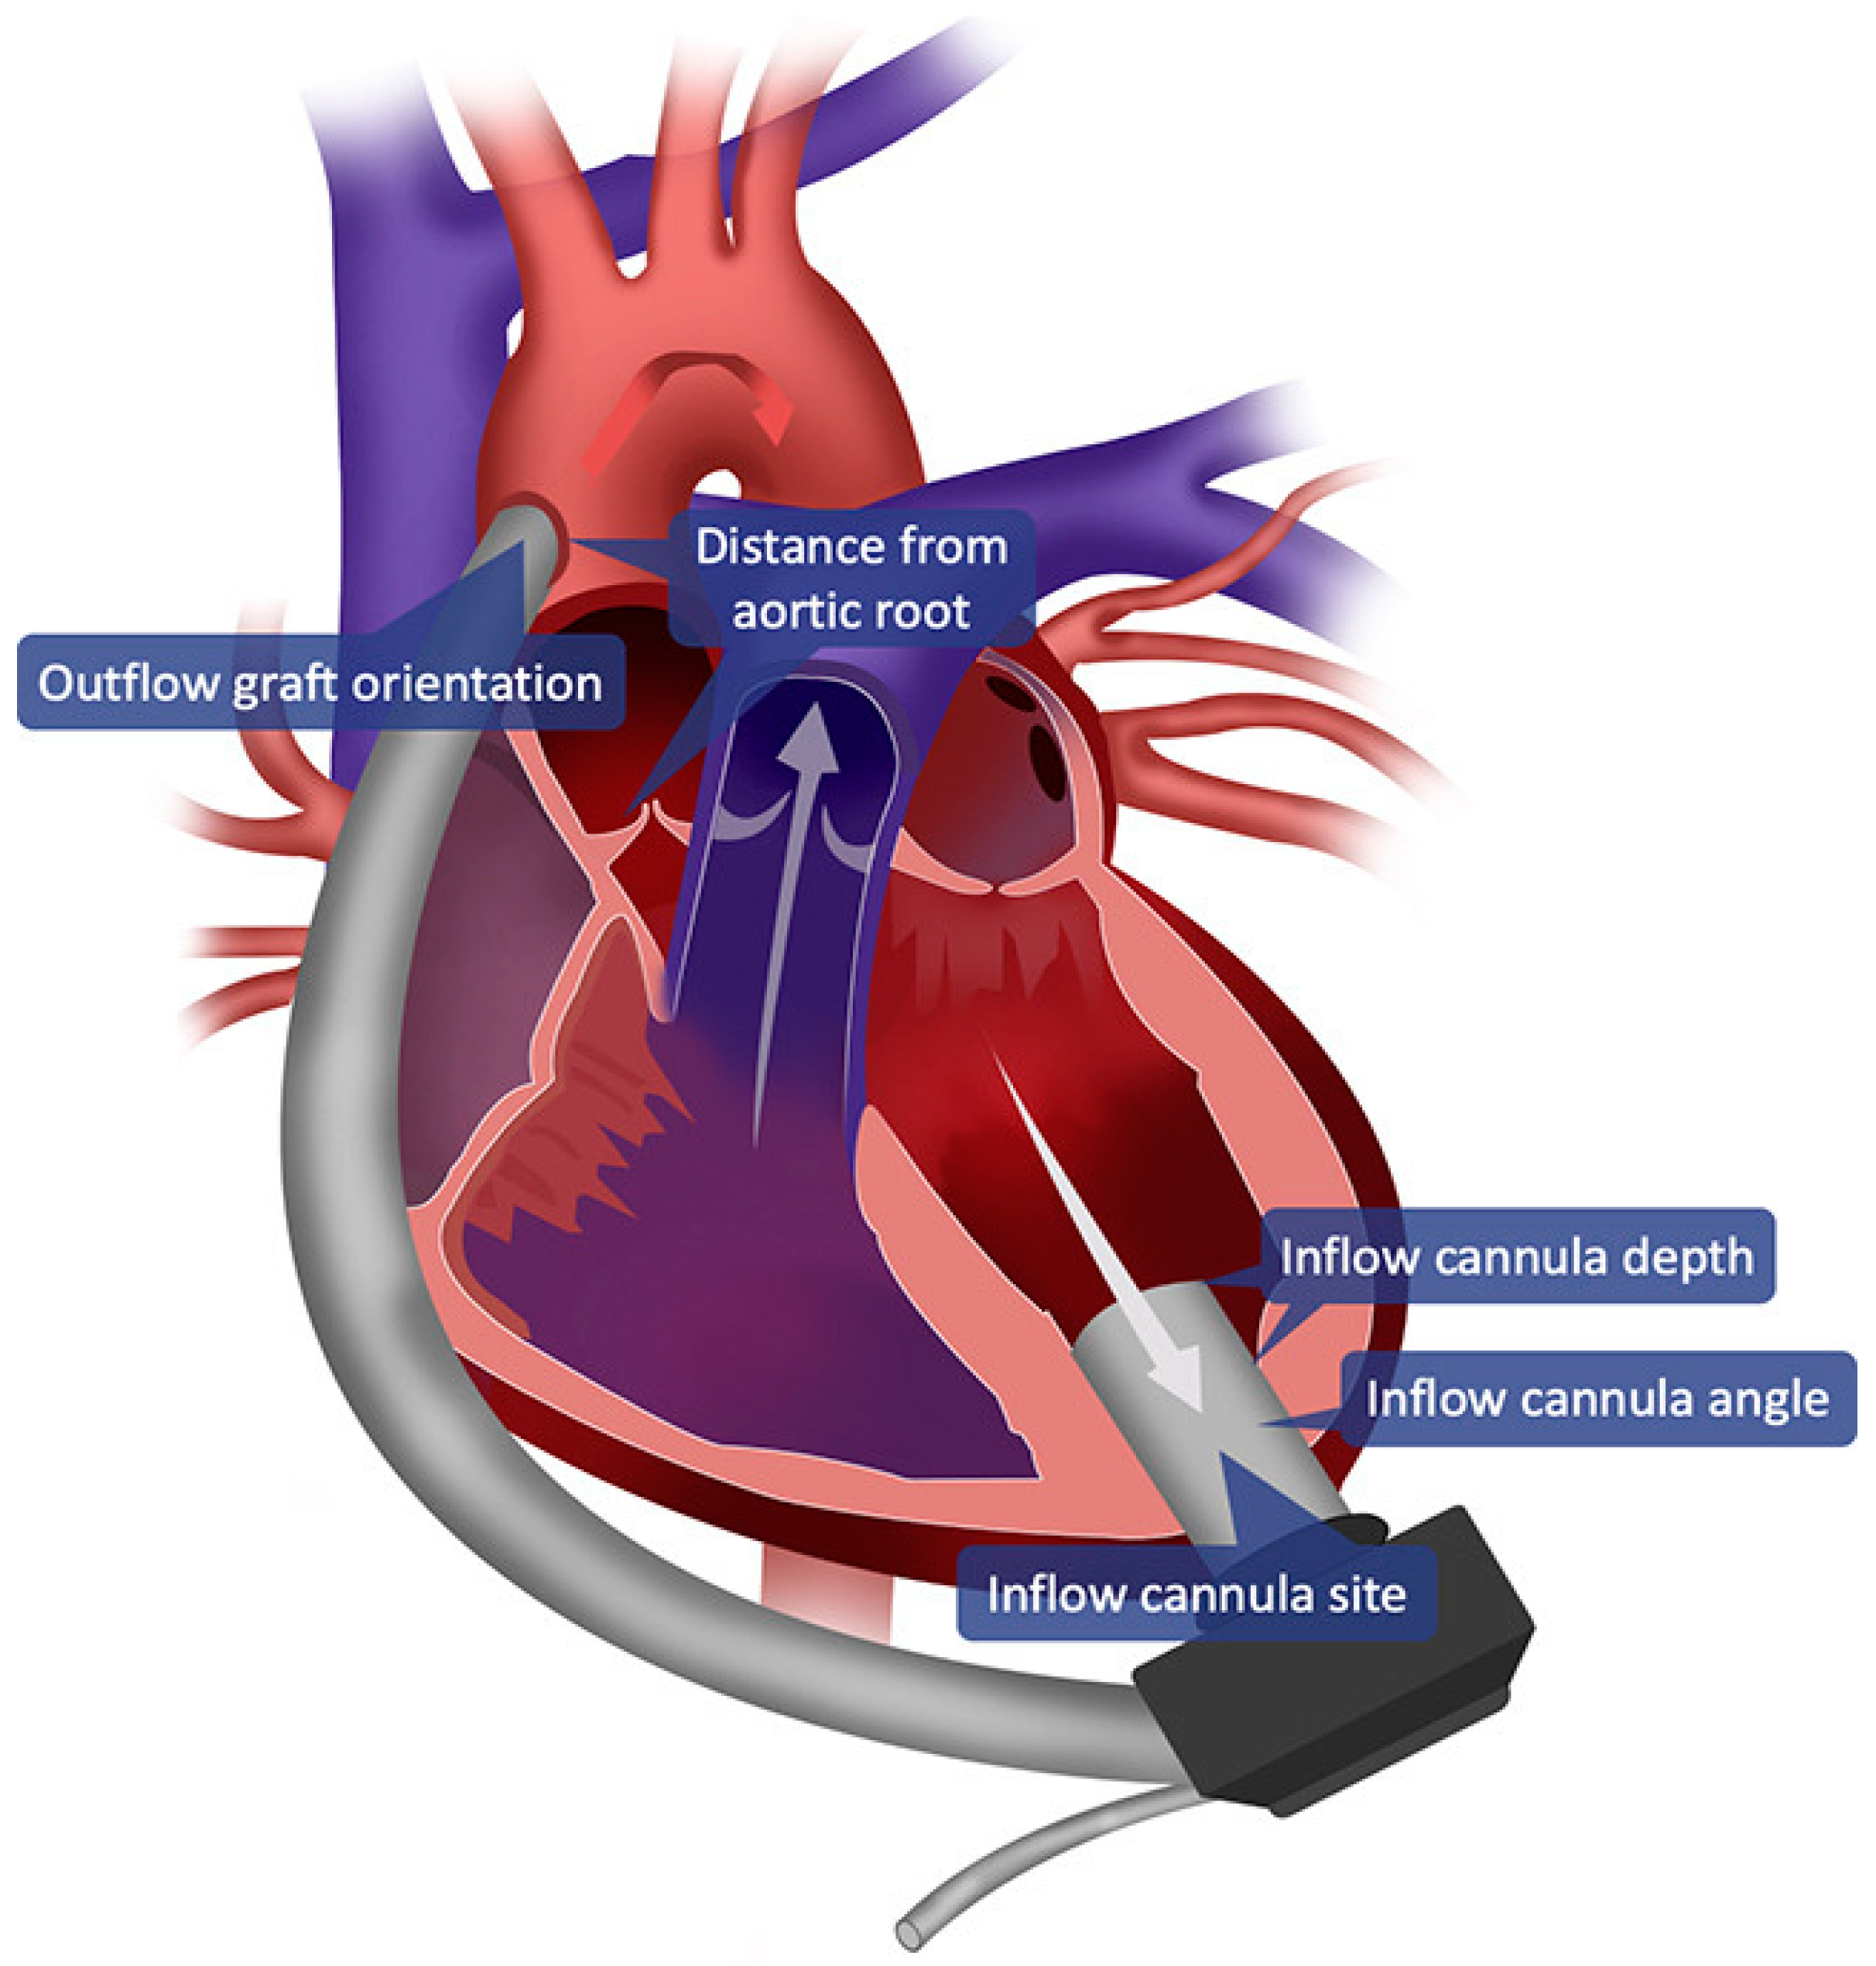 Distance from
aortic root
Outflow graft orientation
Inflow cannula depth
Inflow cannula angle
Inflow cannula site